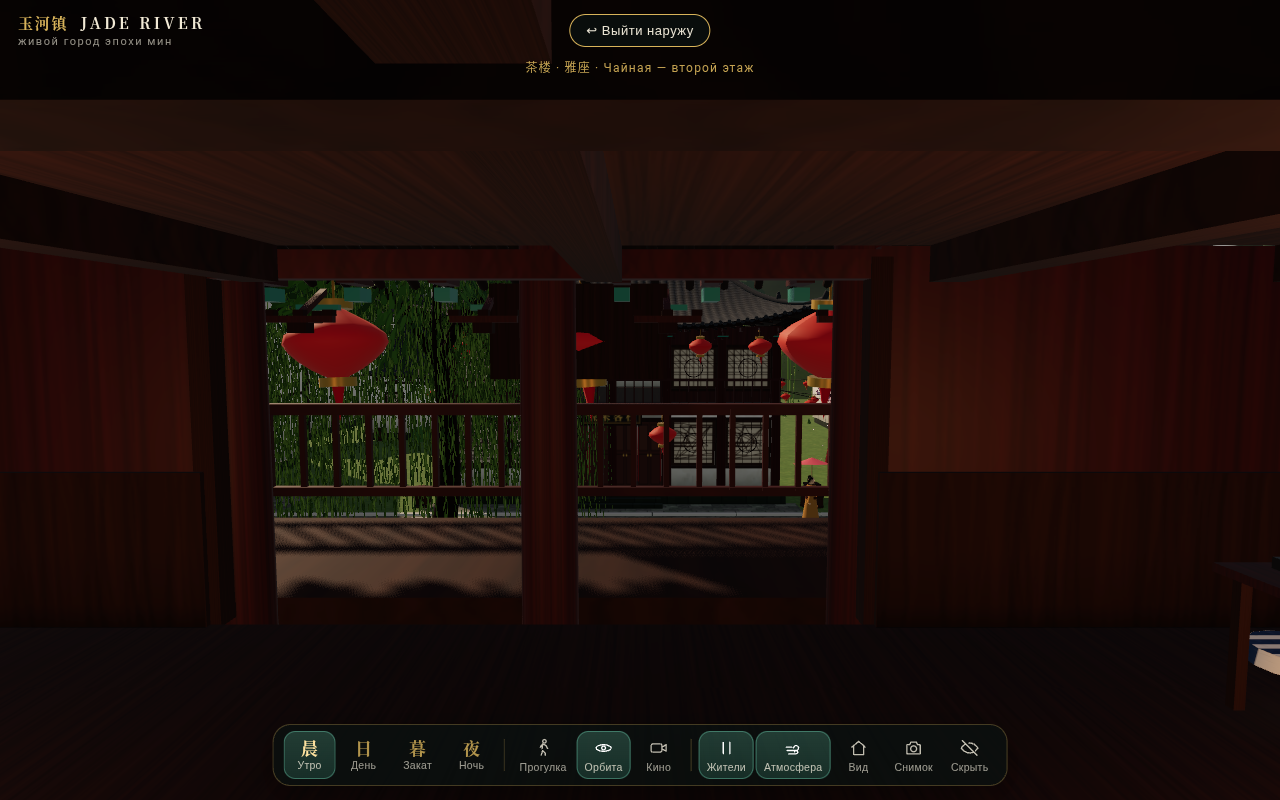 玉河镇 JADE RIVER
живой город эпохи мин
↩ Выйти наружу
茶楼 · 雅座 · Чайная — второй этаж
晨 日 暮 夜
Утро День Закат Ночь Прогулка Орбита Кино Жители Атмосфера Вид Снимок Скрыть